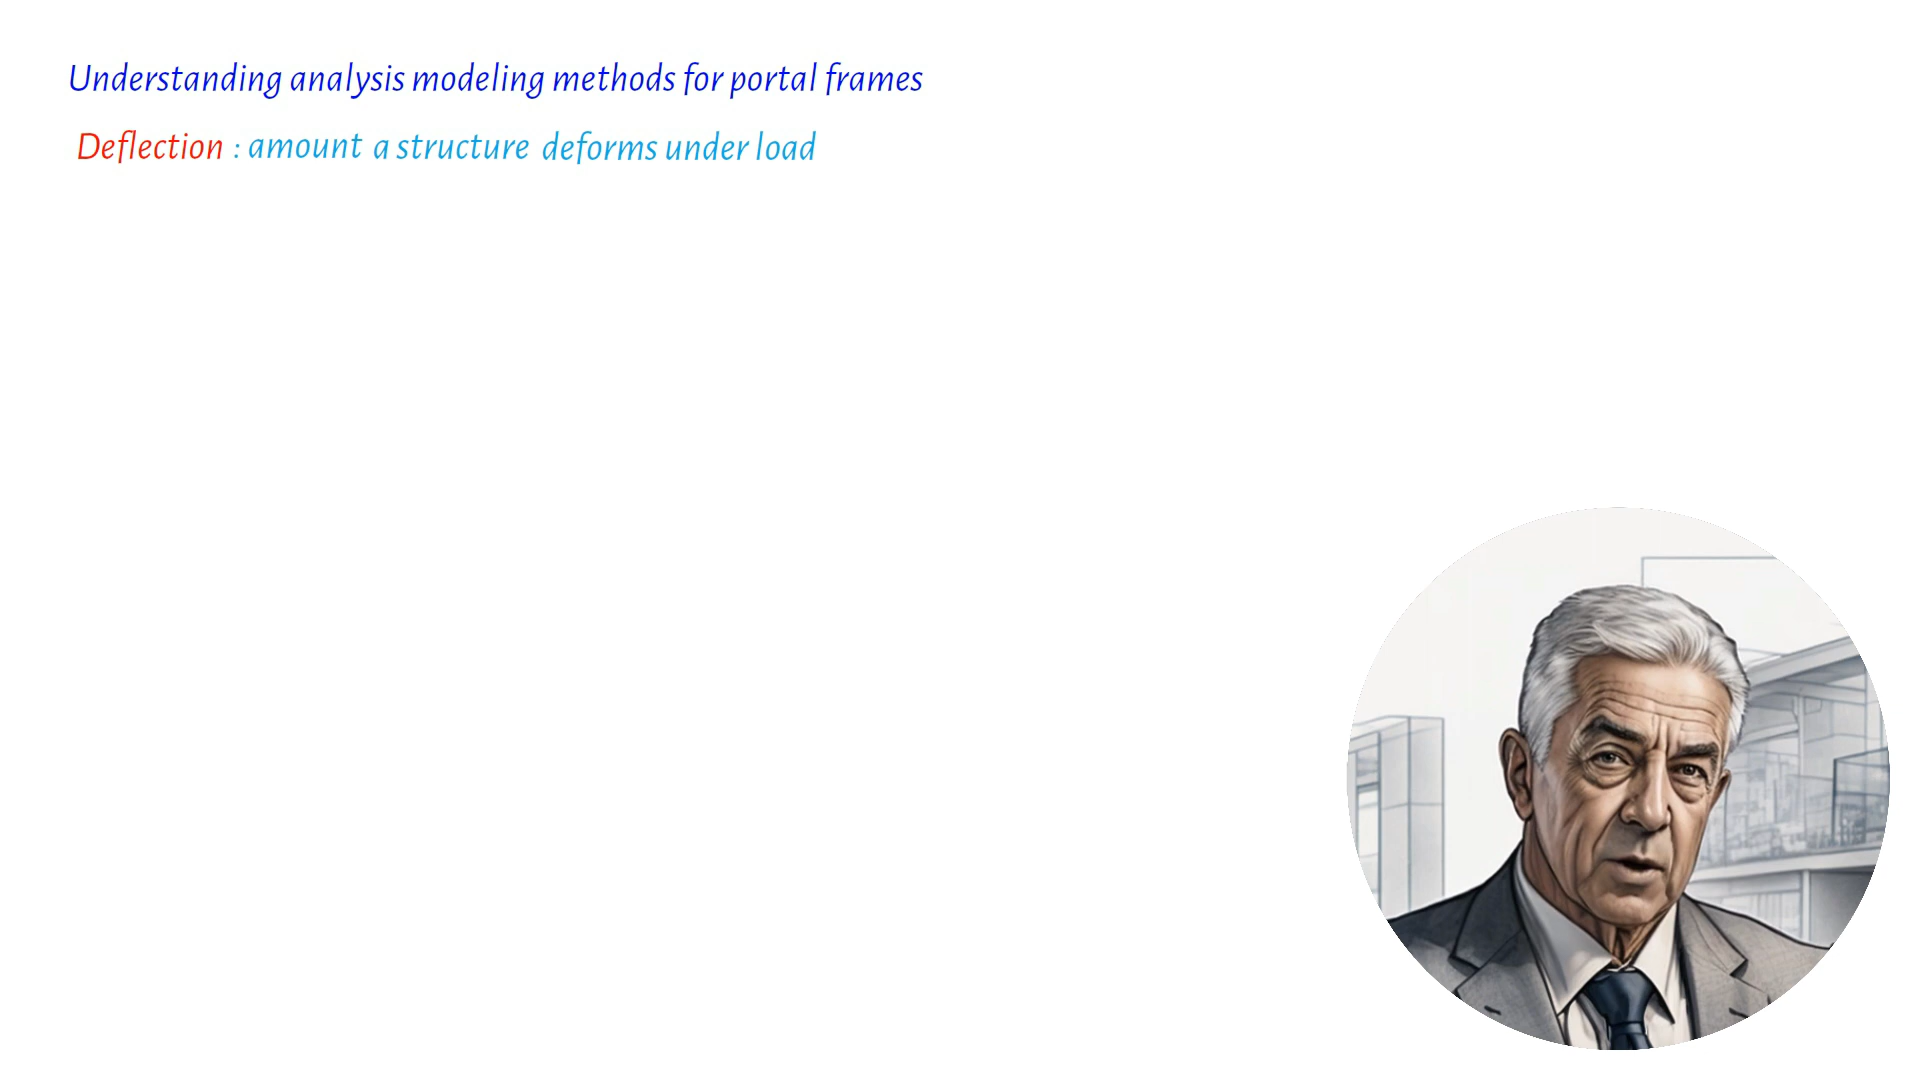 Understanding analysis modeling methods for portal frames
Deflection : amount a structure deforms under load